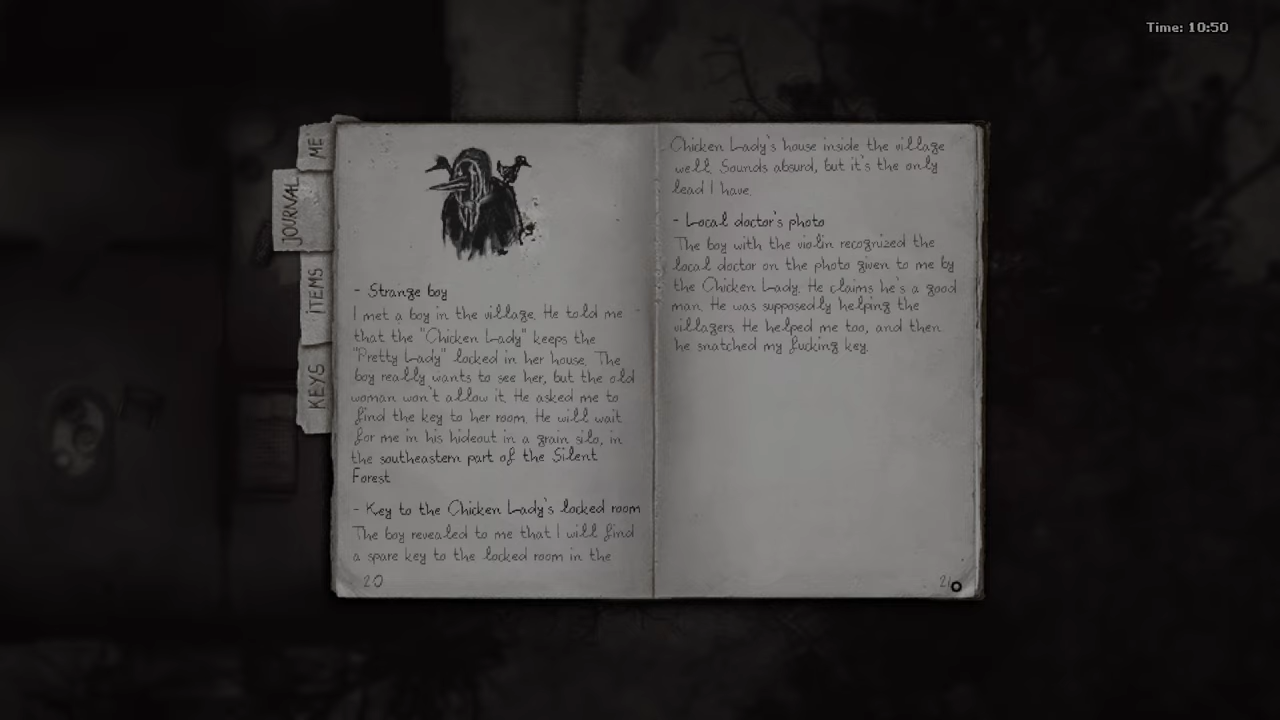 Time: 10:50
ME
JOURNAL
ITEMS
KEYS
- Strange boy
I met a boy in the village. He told me
that the "Chicken Lady" keeps the
"Pretty Lady" locked in her house. The
boy really wants to see her, but the old
woman won't allow it. He asked me to
find the key to her room. He will wait
for me in his hideout in a grain silo, in
the southeastern part of the Silent
Forest
- Key to the Chicken Lady's locked room
The boy revealed to me that I will find
a spare key to the locked room in the
20
Chicken Lady's house inside the village
well. Sounds absurd, but it's the only
lead I have.
- Local doctor's photo
The boy with the violin recognized the
local doctor on the photo given to me by
the Chicken Lady. He claims he's a good
man. He was supposedly helping the
villagers. He helped me too, and then
he snatched my fucking key.
21